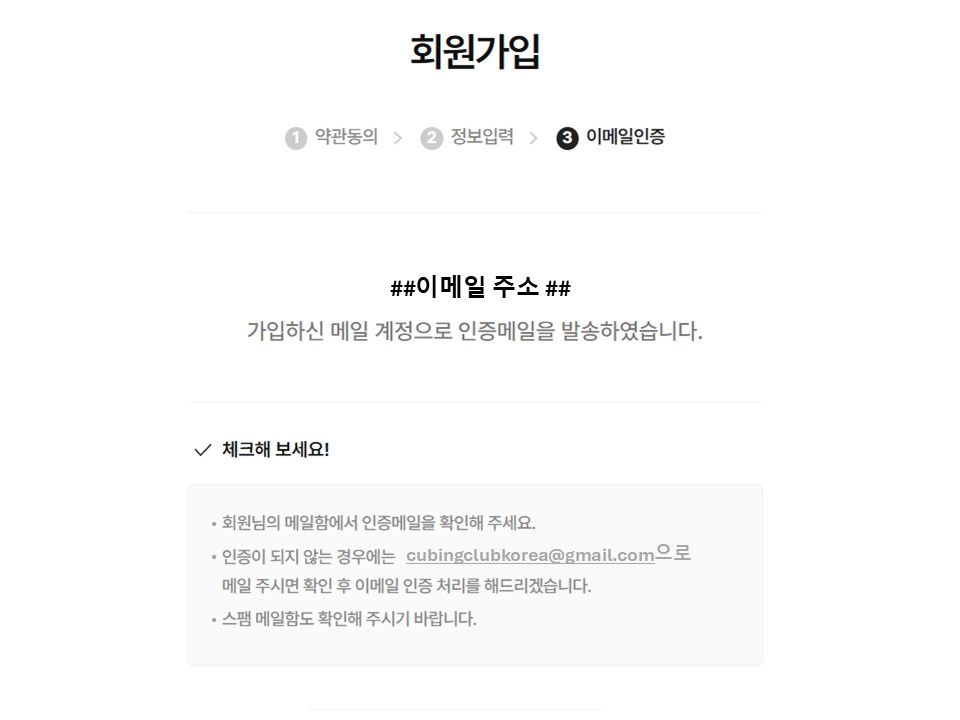 회원가입
1 약관동의 > 2 정보입력 > 3 이메일인증
##이메일 주소 ##
가입하신 메일 계정으로 인증메일을 발송하였습니다.
체크해 보세요!
▪ 회원님의 메일함에서 인증메일을 확인해 주세요.
▪ 인증이 되지 않는 경우에는 cubingclubkorea@gmail.com으로
메일 주시면 확인 후 이메일 인증 처리를 해드리겠습니다.
▪ 스팸 메일함도 확인해 주시기 바랍니다.